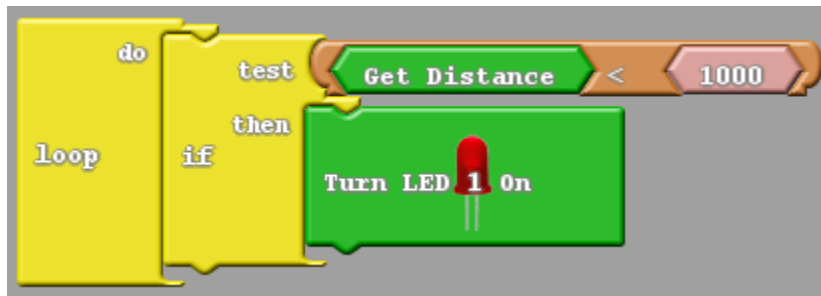 do
test Get Distance < 1000
then
loop if
Turn LED 1 On